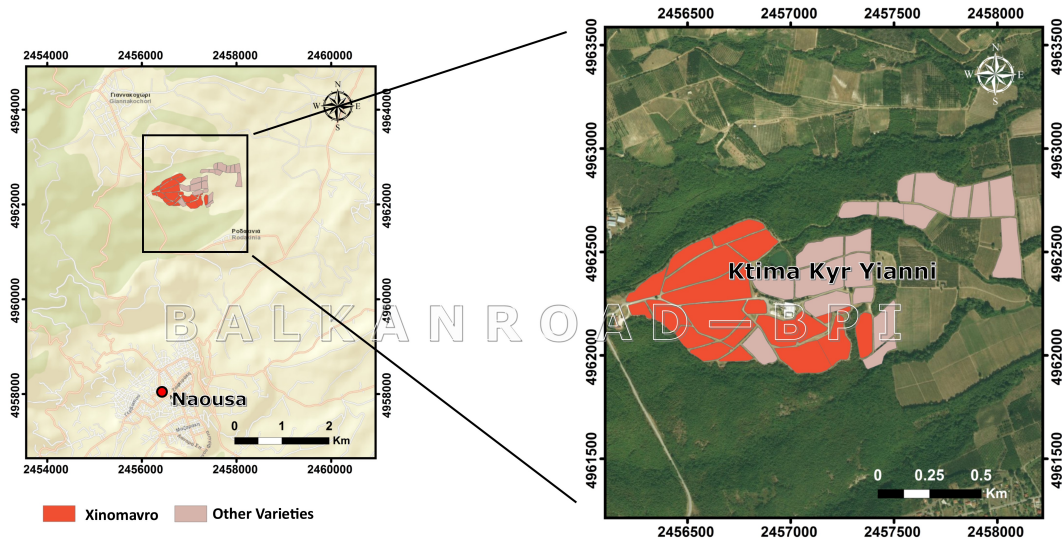 2454000 2456000 2458000 2460000
4964000 4962000 4960000 4958000
4964000 4962000 4960000 4958000
2454000 2456000 2458000 2460000
N
W E
S
Γιαννακοχώρι
Giannakochori
Ροδακινιά
Rodakinia
Naousa
0 1 2
Km
2456500 2457000 2457500 2458000
4963500 4963000 4962500 4962000 4961500
4963500 4963000 4962500 4962000 4961500
2456500 2457000 2457500 2458000
N
W E
S
Ktima Kyr Yianni
0 0.25 0.5
Km
BALKANROAD–BPI
Xinomavro
Other Varieties